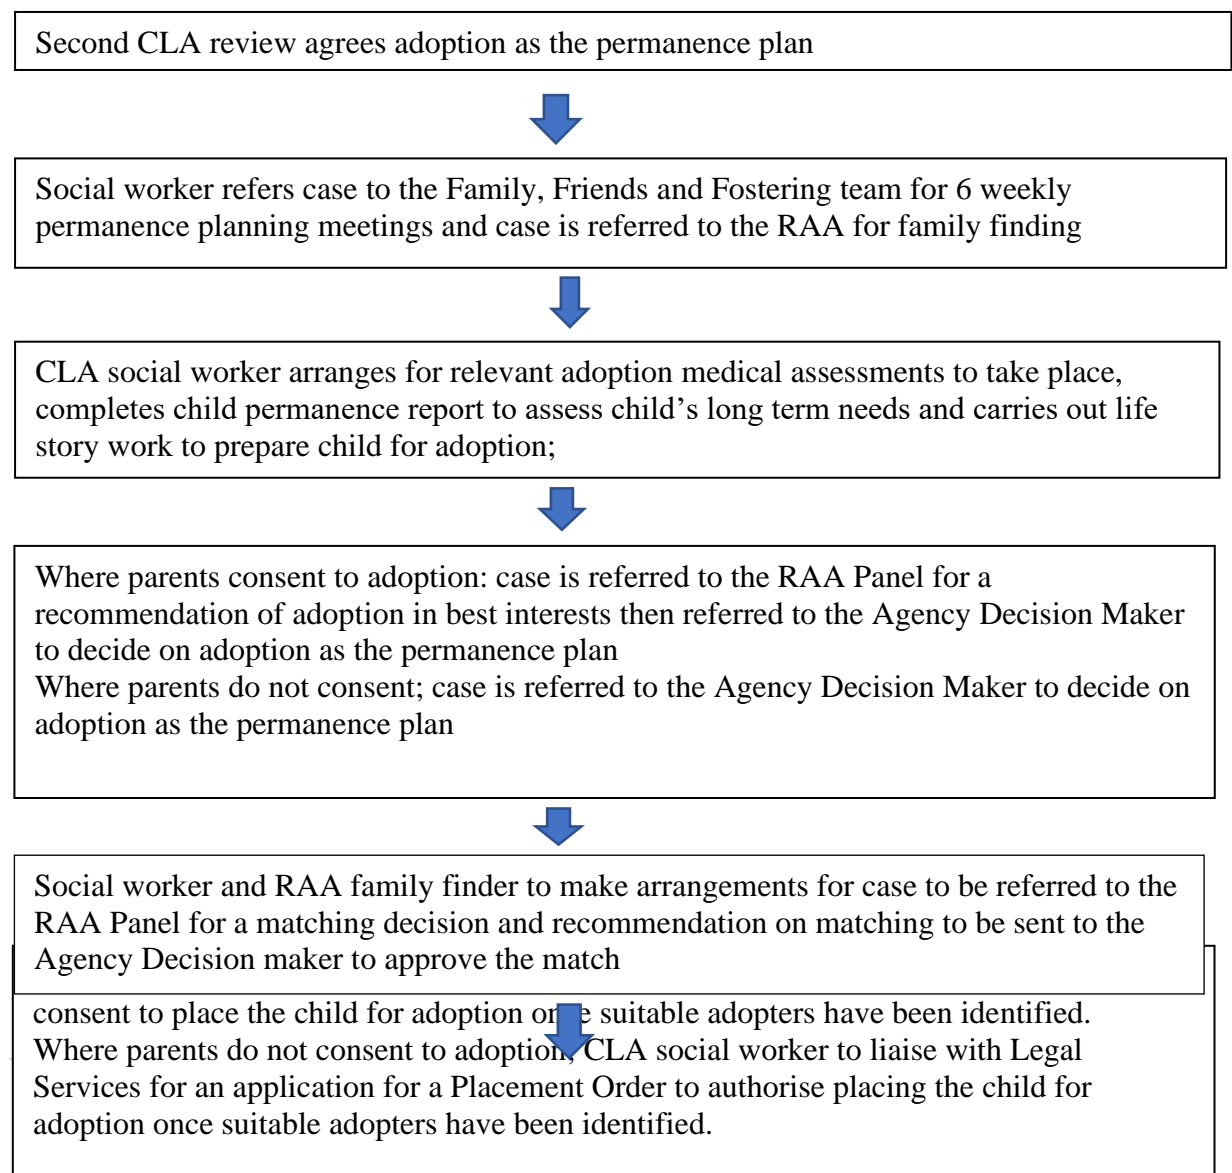 Second CLA review agrees adoption as the permanence plan
Social worker refers case to the Family, Friends and Fostering team for 6 weekly
permanence planning meetings and case is referred to the RAA for family finding
CLA social worker arranges for relevant adoption medical assessments to take place,
completes child permanence report to assess child's long term needs and carries out life
story work to prepare child for adoption;
Where parents consent to adoption: case is referred to the RAA Panel for a
recommendation of adoption in best interests then referred to the Agency Decision Maker
to decide on adoption as the permanence plan
Where parents do not consent; case is referred to the Agency Decision Maker to decide on
adoption as the permanence plan
Social worker and RAA family finder to make arrangements for case to be referred to the
RAA Panel for a matching decision and recommendation on matching to be sent to the
Agency Decision maker to approve the match
consent to place the child for adoption once suitable adopters have been identified.
Where parents do not consent to adoption, CLA social worker to liaise with Legal
Services for an application for a Placement Order to authorise placing the child for
adoption once suitable adopters have been identified.